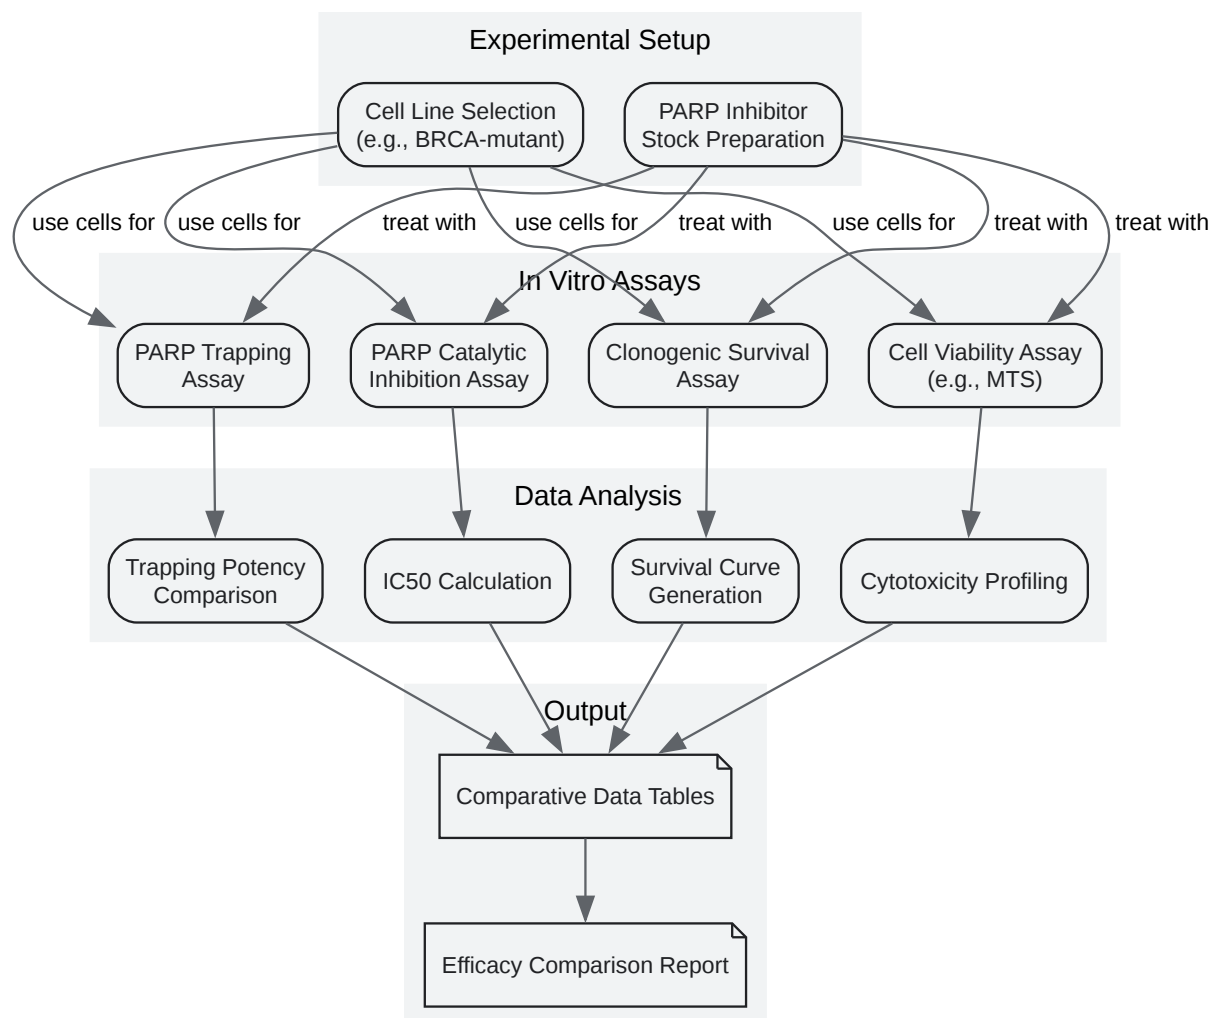 Experimental Setup
Cell Line Selection
(e.g., BRCA-mutant)
PARP Inhibitor
Stock Preparation
use cells for
use cells for
treat with
use cells for
treat with
use cells for
treat with
treat with
In Vitro Assays
PARP Trapping
Assay
PARP Catalytic
Inhibition Assay
Clonogenic Survival
Assay
Cell Viability Assay
(e.g., MTS)
Data Analysis
Trapping Potency
Comparison
IC50 Calculation
Survival Curve
Generation
Cytotoxicity Profiling
Output
Comparative Data Tables
Efficacy Comparison Report